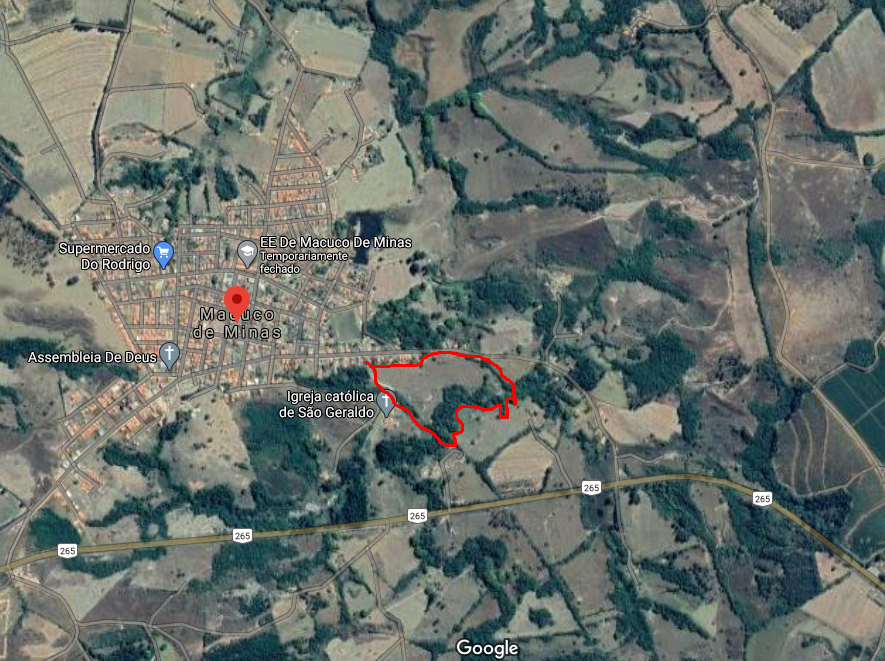 EE De Macuco De Minas
Temporariamente
fechado
Supermercado
Do Rodrigo
Macuco
de Minas
Assembleia De Deus
Igreja católica
de São Geraldo
265
265
265
265
265
Google